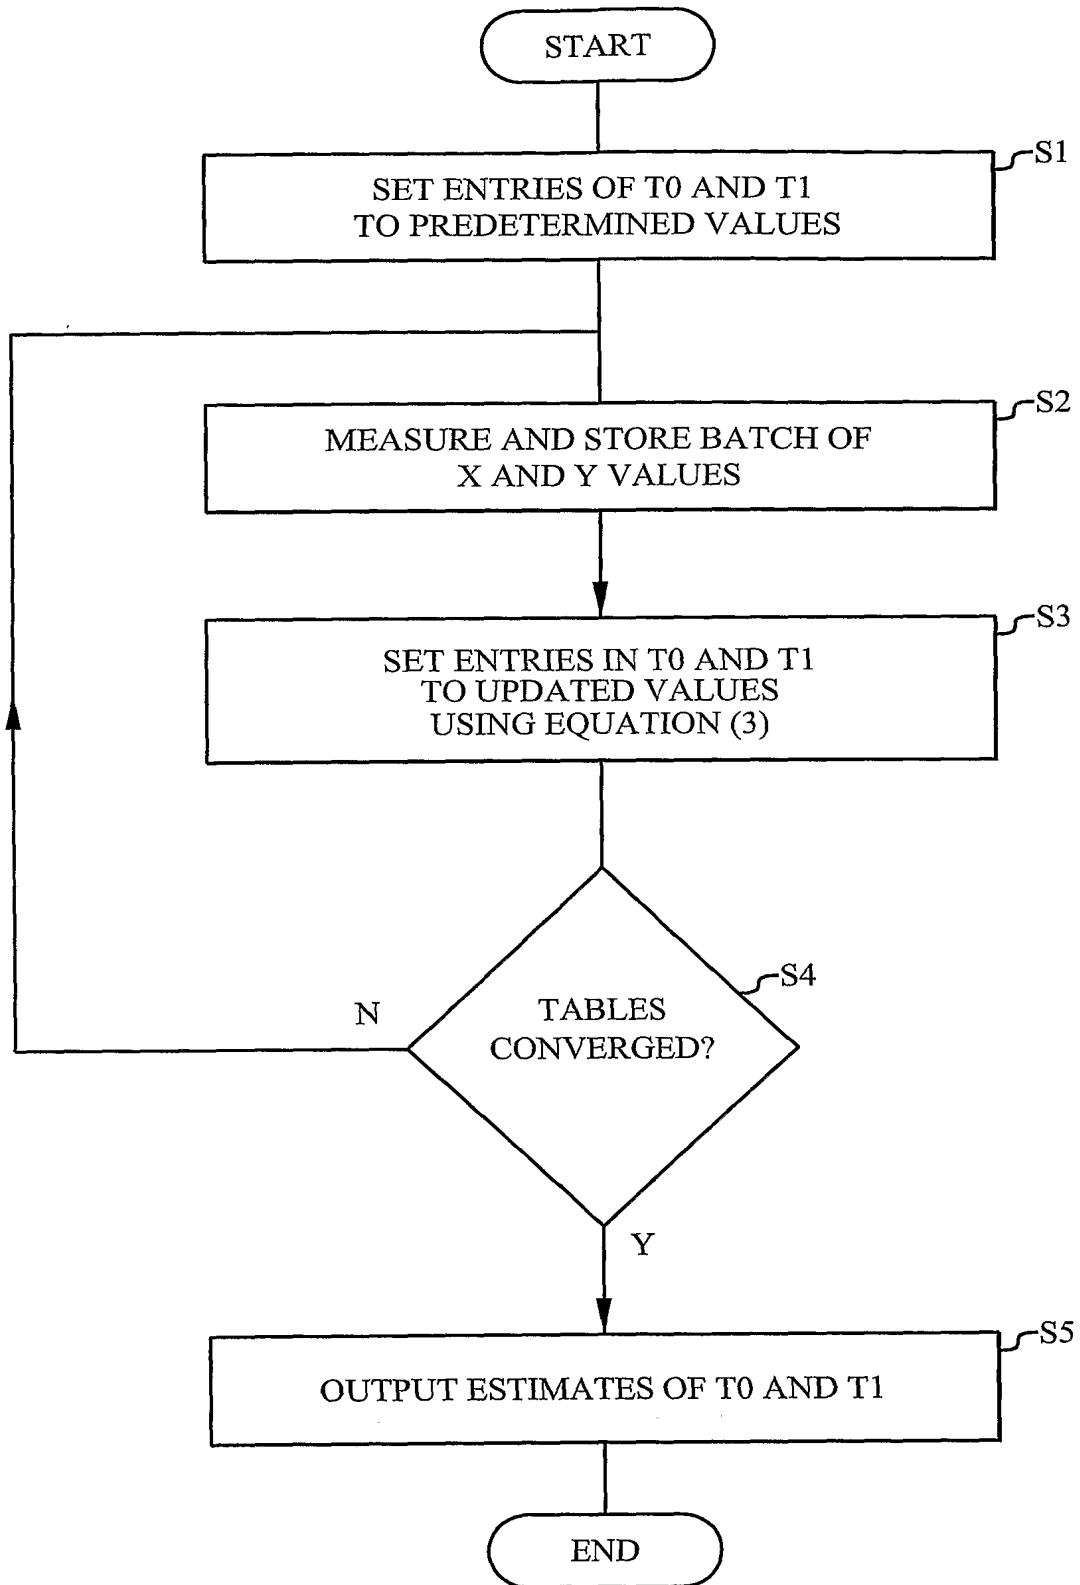 START
S1
SET ENTRIES OF T0 AND T1
TO PREDETERMINED VALUES
S2
MEASURE AND STORE BATCH OF
X AND Y VALUES
S3
SET ENTRIES IN T0 AND T1
TO UPDATED VALUES
USING EQUATION (3)
S4
N
TABLES
CONVERGED?
Y
S5
OUTPUT ESTIMATES OF T0 AND T1
END